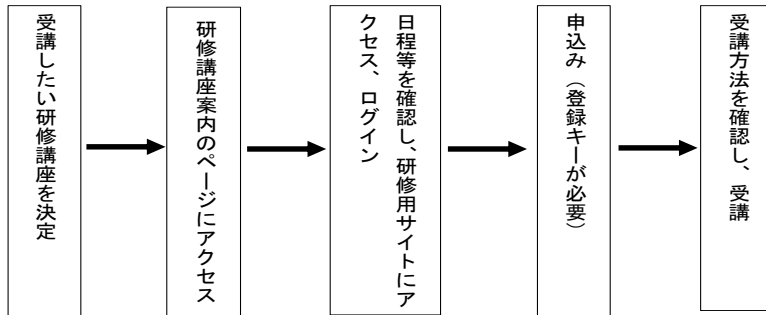 受講したい研修講座を決定
研修講座案内のページにアクセス
日程等を確認し、研修用サイトにア
クセス、ログイン
申込み（登録キーが必要）
受講方法を確認し、受講